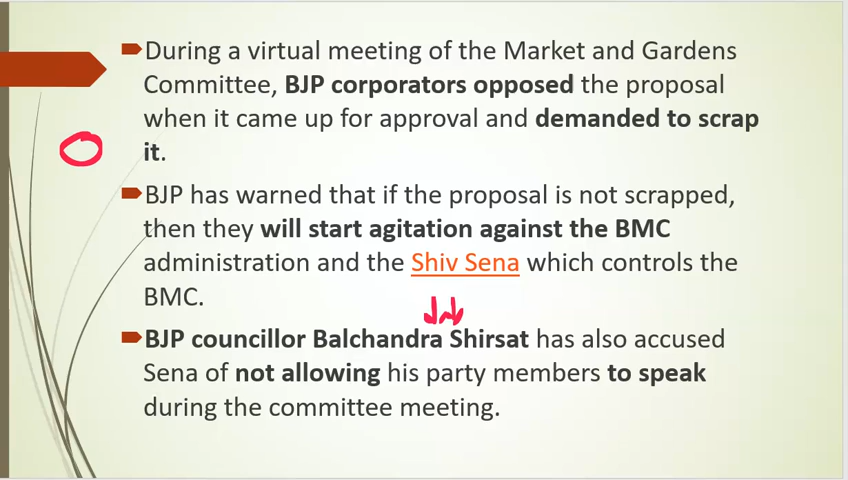 During a virtual meeting of the Market and Gardens
Committee, BJP corporators opposed the proposal
when it came up for approval and demanded to scrap
it.
BJP has warned that if the proposal is not scrapped,
then they will start agitation against the BMC
administration and the Shiv Sena which controls the
BMC.
BJP councillor Balchandra Shirsat has also accused
Sena of not allowing his party members to speak
during the committee meeting.